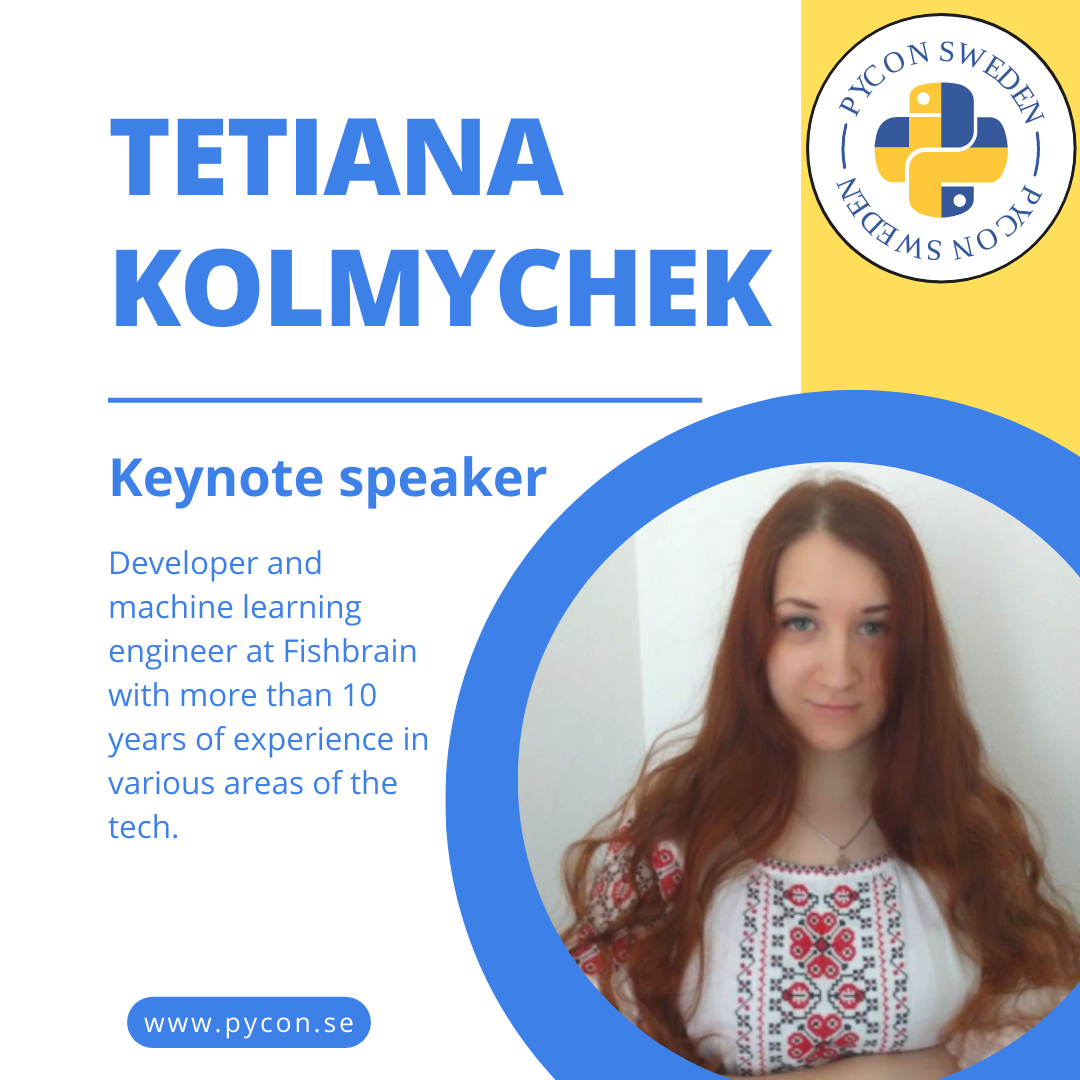 TETIANA
KOLMYCHEK
PYCON SWEDEN
PYCON SWEDEN
Keynote speaker
Developer and
machine learning
engineer at Fishbrain
with more than 10
years of experience in
various areas of the
tech.
www.pycon.se